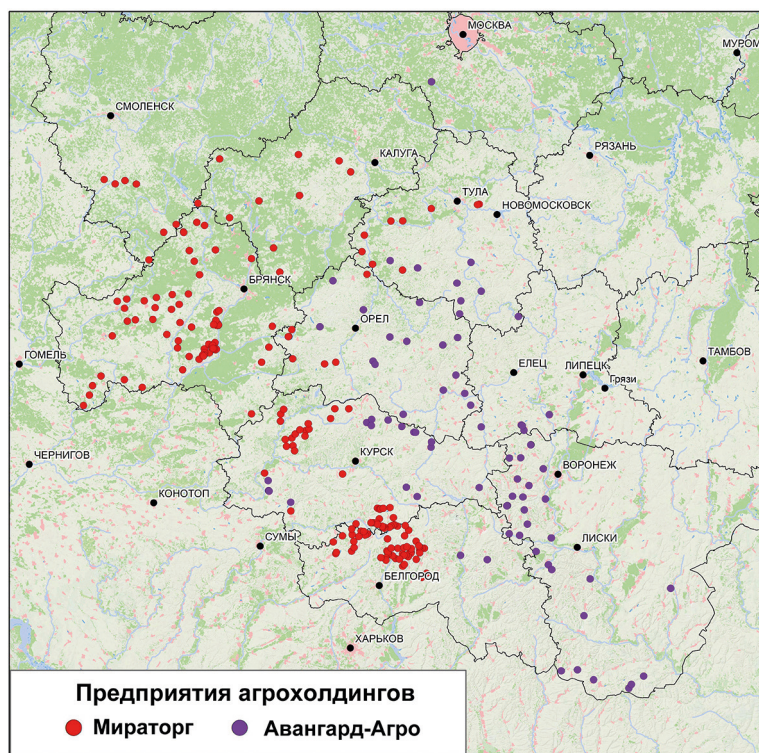 МОСКВА
МУРОМ
СМОЛЕНСК
КАЛУГА
РЯЗАНЬ
ТУЛА
НОВОМОСКОВСК
БРЯНСК
ОРЕЛ
ГОМЕЛЬ
ЕЛЕЦ
ЛИПЕЦК
ТАМБОВ
Грязи
ЧЕРНИГОВ
КУРСК
ВОРОНЕЖ
КОНОТОП
СУМЫ
ЛИСКИ
БЕЛГОРОД
ХАРЬКОВ
Предприятия агрохолдингов
Мираторг Авангард-Агро